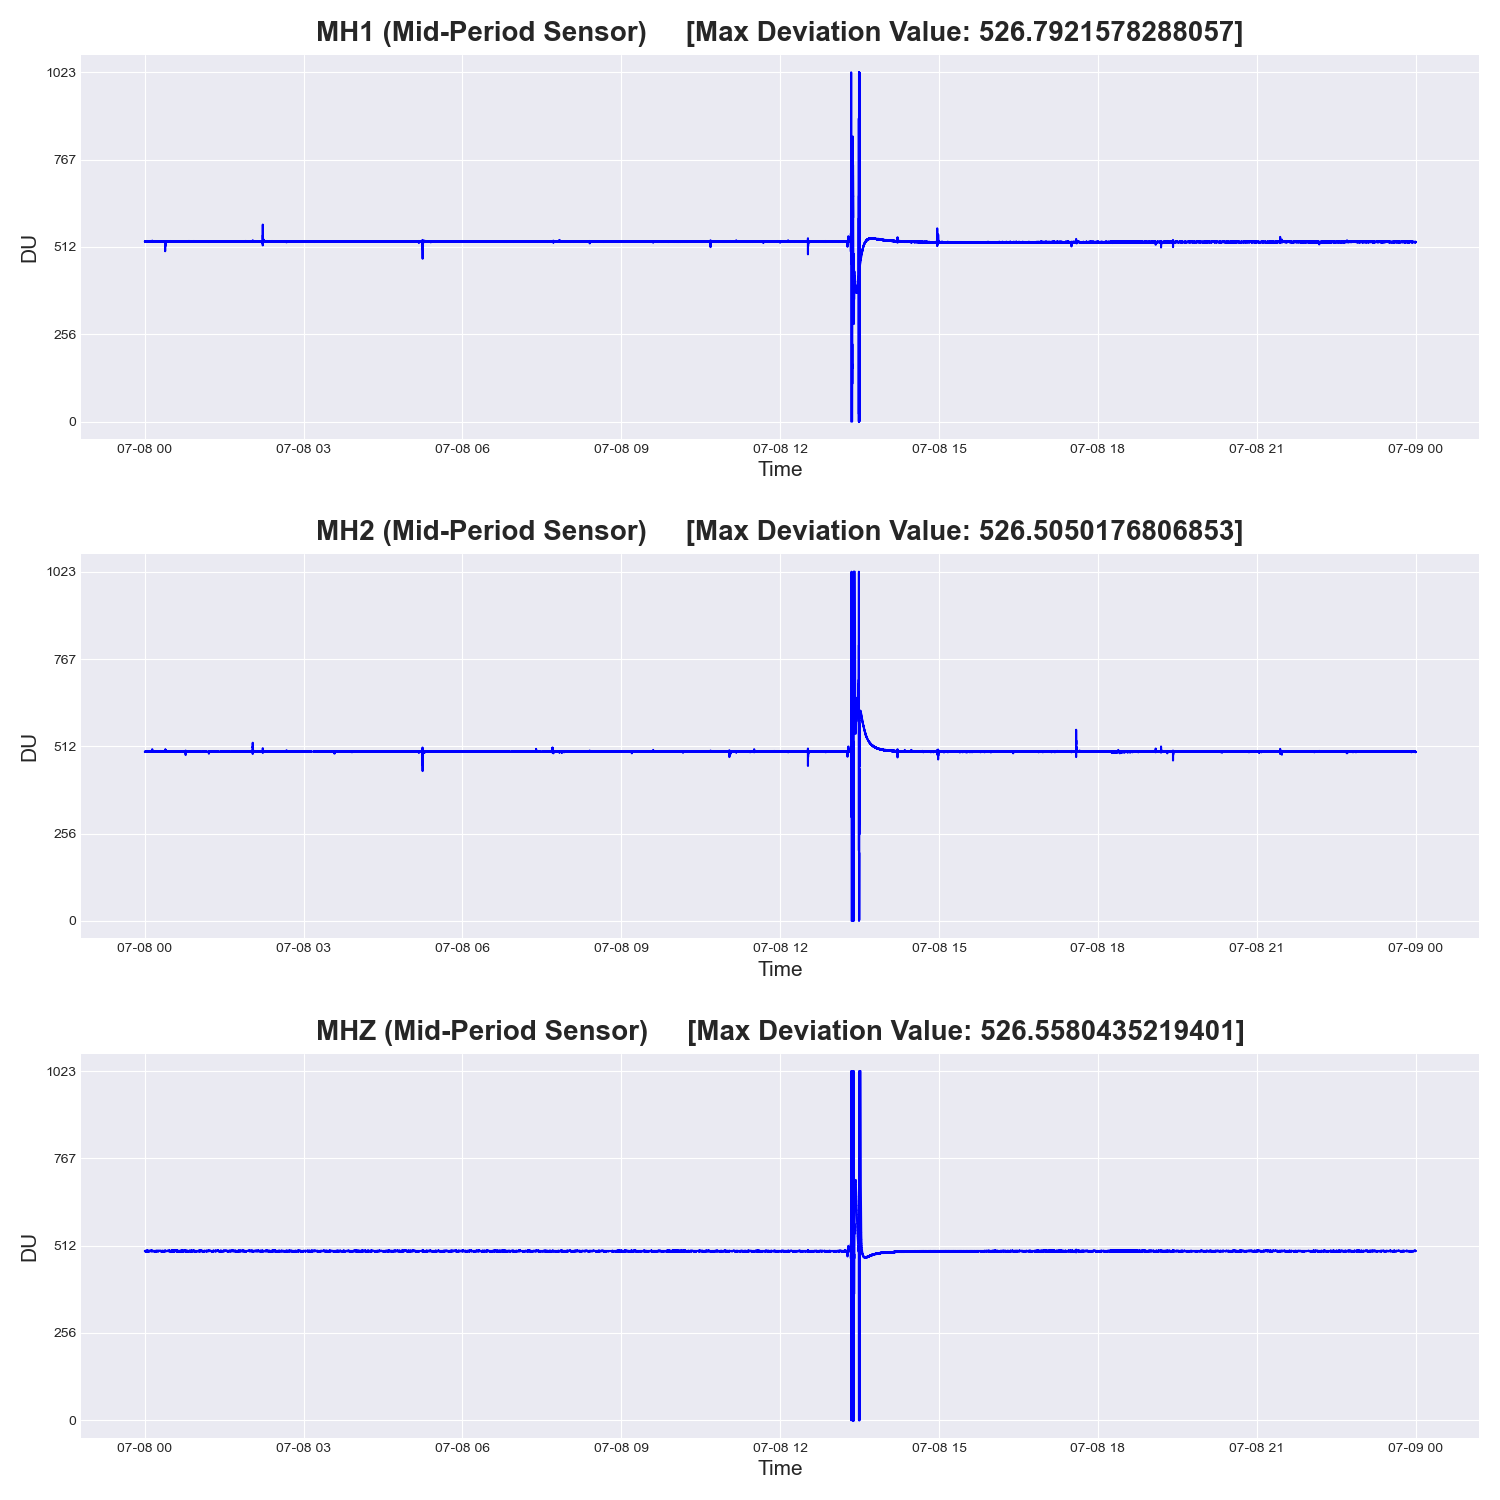 MH1 (Mid-Period Sensor) [Max Deviation Value: 526.7921578288057]
1023
767
512
256
0
DU
07-08 00 07-08 03 07-08 06 07-08 09 07-08 12 07-08 15 07-08 18 07-08 21 07-09 00
Time
MH2 (Mid-Period Sensor) [Max Deviation Value: 526.5050176806853]
1023
767
512
256
0
DU
07-08 00 07-08 03 07-08 06 07-08 09 07-08 12 07-08 15 07-08 18 07-08 21 07-09 00
Time
MHZ (Mid-Period Sensor) [Max Deviation Value: 526.5580435219401]
1023
767
512
256
0
DU
07-08 00 07-08 03 07-08 06 07-08 09 07-08 12 07-08 15 07-08 18 07-08 21 07-09 00
Time